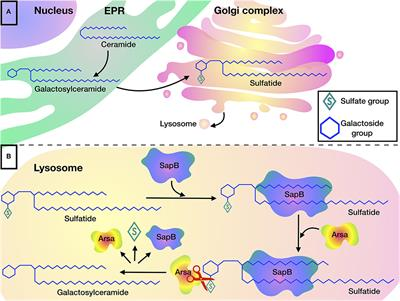 A
Nucleus
EPR
Golgi complex
Ceramide
Galactosylceramide
S
Sulfatide
Lysosome
S
Sulfate group
Galactoside
group
B
Lysosome
SapB
S
Sulfatide
S
SapB
Sulfatide
Arsa
S
SapB
Arsa
Galactosylceramide
Arsa
S
SapB
Sulfatide